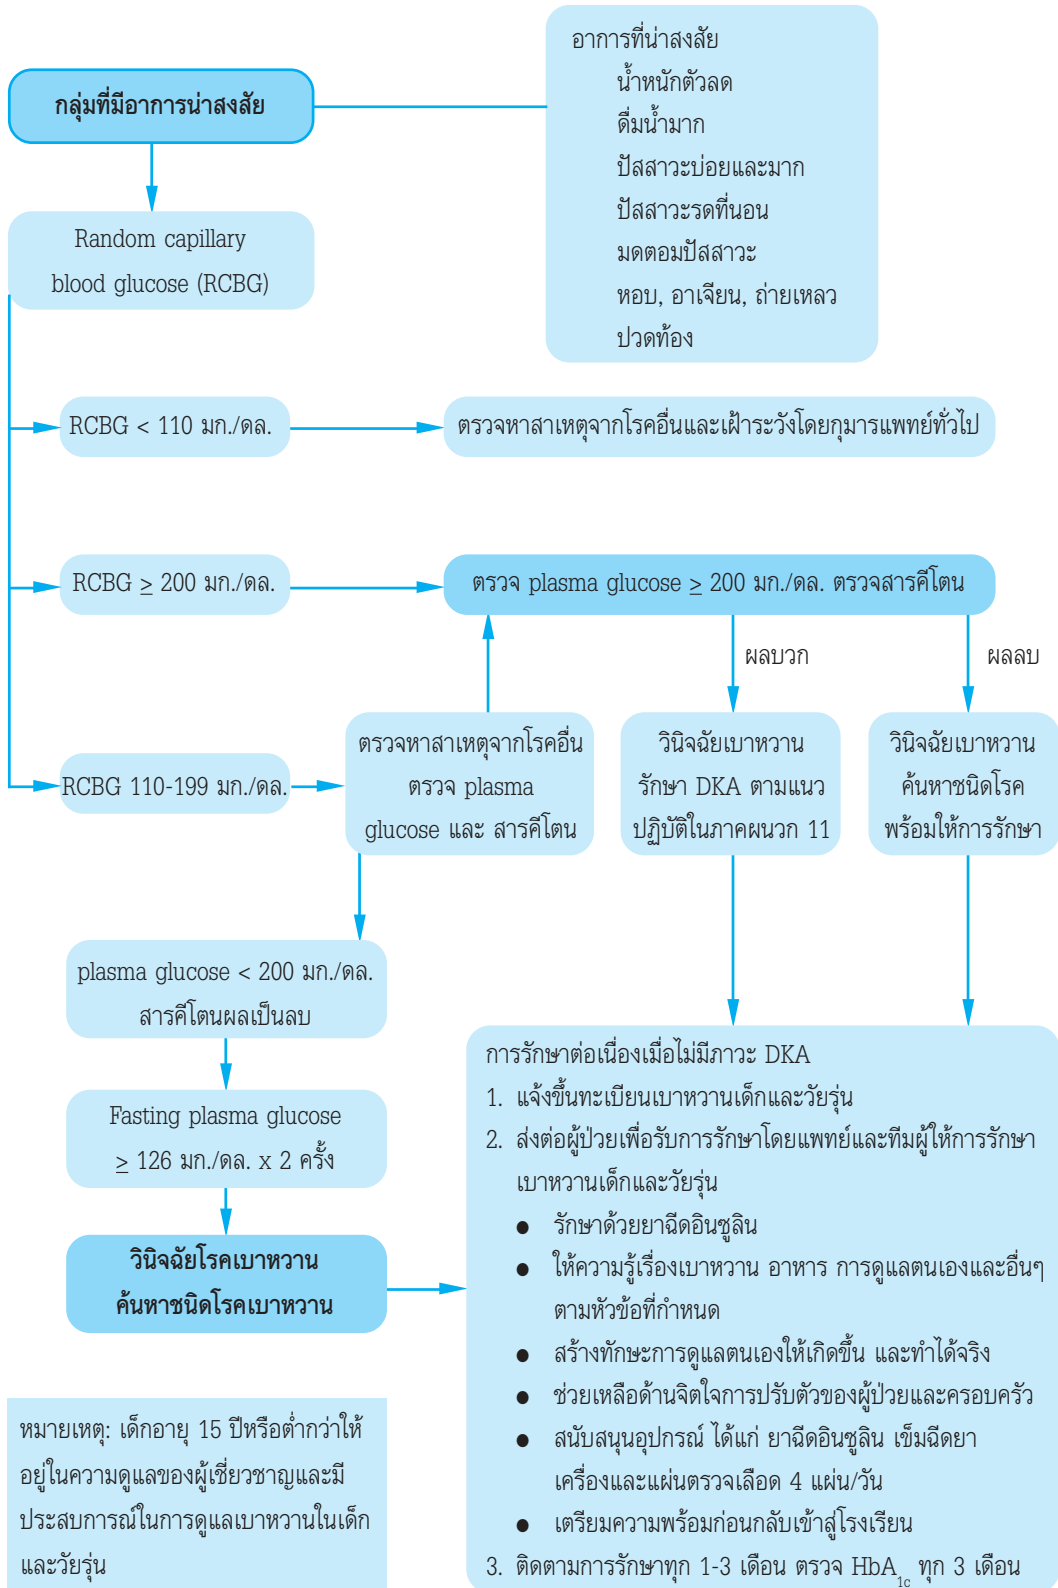 กลุ่มที่มีอาการน่าสงสัย
อาการที่น่าสงสัย
น้ำหนักตัวลด
ดื่มน้ำมาก
ปัสสาวะบ่อยและมาก
ปัสสาวะรดที่นอน
มดตอมปัสสาวะ
หอบ, อาเจียน, ถ่ายเหลว
ปวดท้อง
Random capillary
blood glucose (RCBG)
RCBG < 110 มก./ดล.
ตรวจหาสาเหตุจากโรคอื่นและเฝ้าระวังโดยกุมารแพทย์ทั่วไป
RCBG ≥ 200 มก./ดล.
ตรวจ plasma glucose ≥ 200 มก./ดล. ตรวจสารคีโตน
ผลบวก
ผลลบ
RCBG 110-199 มก./ดล.
ตรวจหาสาเหตุจากโรคอื่น
ตรวจ plasma
glucose และ สารคีโตน
วินิจฉัยเบาหวาน
รักษา DKA ตามแนว
ปฏิบัติในภาคผนวก 11
วินิจฉัยเบาหวาน
ค้นหาชนิดโรค
พร้อมให้การรักษา
plasma glucose < 200 มก./ดล.
สารคีโตนผลเป็นลบ
Fasting plasma glucose
≥ 126 มก./ดล. x 2 ครั้ง
วินิจฉัยโรคเบาหวาน
ค้นหาชนิดโรคเบาหวาน
การรักษาต่อเนื่องเมื่อไม่มีภาวะ DKA
1. แจ้งขึ้นทะเบียนเบาหวานเด็กและวัยรุ่น
2. ส่งต่อผู้ป่วยเพื่อรับการรักษาโดยแพทย์และทีมผู้ให้การรักษา
เบาหวานเด็กและวัยรุ่น
● รักษาด้วยยาฉีดอินซูลิน
● ให้ความรู้เรื่องเบาหวาน อาหาร การดูแลตนเองและอื่นๆ
ตามหัวข้อที่กำหนด
● สร้างทักษะการดูแลตนเองให้เกิดขึ้น และทำได้จริง
● ช่วยเหลือด้านจิตใจการปรับตัวของผู้ป่วยและครอบครัว
● สนับสนุนอุปกรณ์ ได้แก่ ยาฉีดอินซูลิน เข็มฉีดยา
เครื่องและแผ่นตรวจเลือด 4 แผ่น/วัน
● เตรียมความพร้อมก่อนกลับเข้าสู่โรงเรียน
3. ติดตามการรักษาทุก 1-3 เดือน ตรวจ HbA1c ทุก 3 เดือน
หมายเหตุ: เด็กอายุ 15 ปีหรือต่ำกว่าให้
อยู่ในความดูแลของผู้เชี่ยวชาญและมี
ประสบการณ์ในการดูแลเบาหวานในเด็ก
และวัยรุ่น